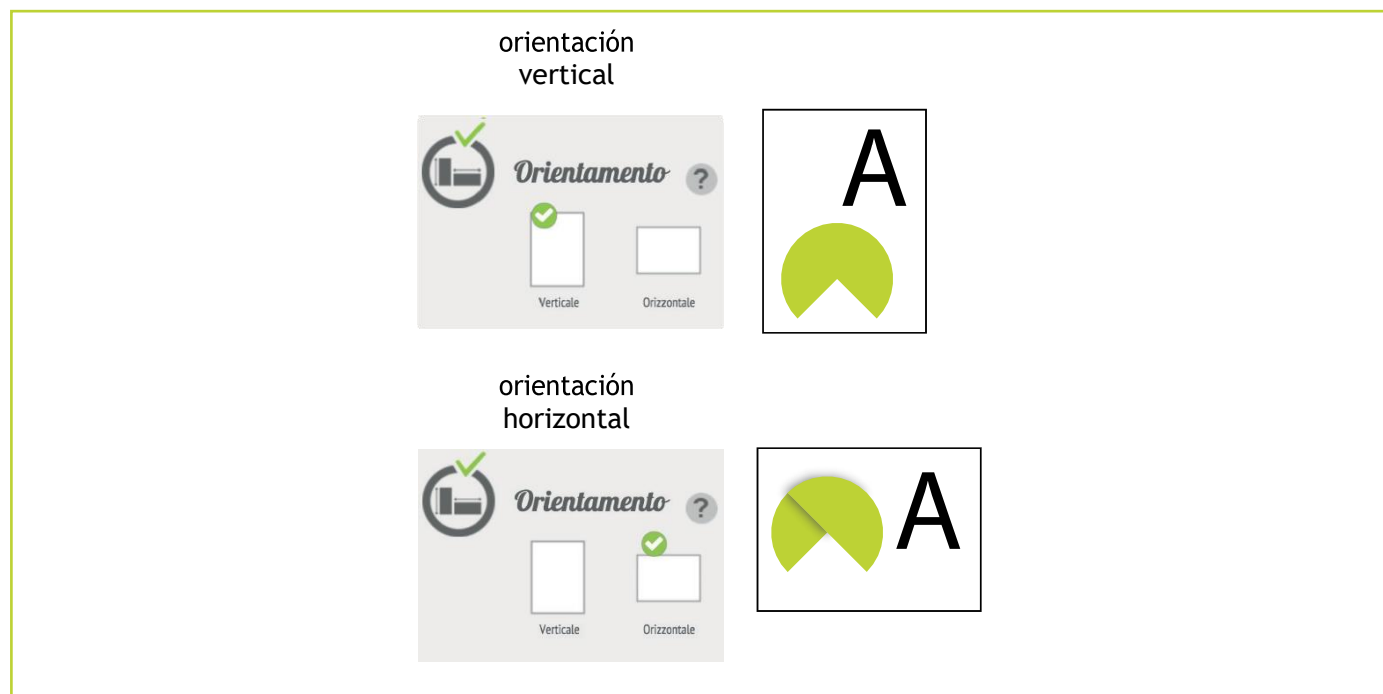 orientación
vertical
Orientamento ?
A
Verticale Orizzontale
orientación
horizontal
Orientamento ?
A
Verticale Orizzontale